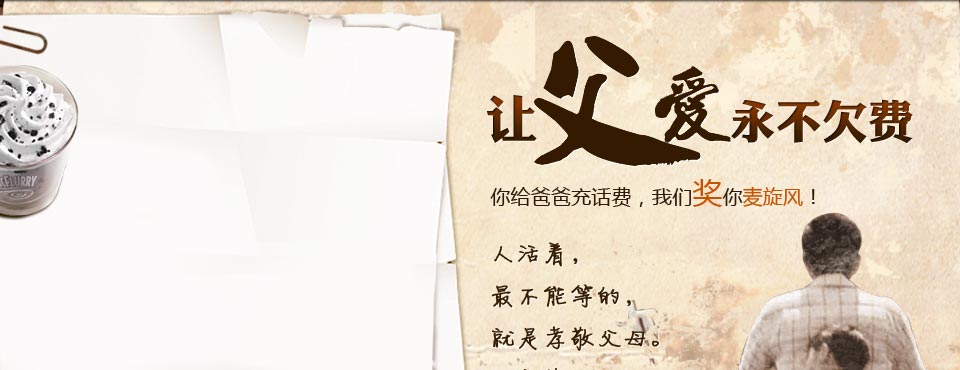 让父爱永不欠费
你给爸爸充话费，我们奖你麦旋风！
人活着，
最不能等的，
就是孝敬父母。
FLURRY